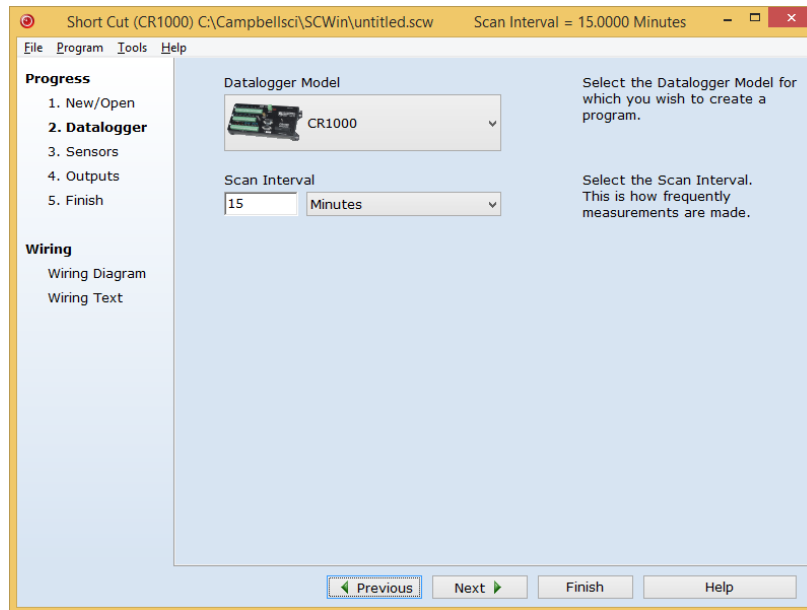 Short Cut (CR1000) C:\Campbellsci\SCWin\untitled.scw Scan Interval = 15.0000 Minutes
File Program Tools Help
Progress
1. New/Open
2. Datalogger
3. Sensors
4. Outputs
5. Finish
Wiring
Wiring Diagram
Wiring Text
Datalogger Model
CR1000
Select the Datalogger Model for
which you wish to create a
program.
Scan Interval
15 Minutes
Select the Scan Interval.
This is how frequently
measurements are made.
Previous Next Finish Help